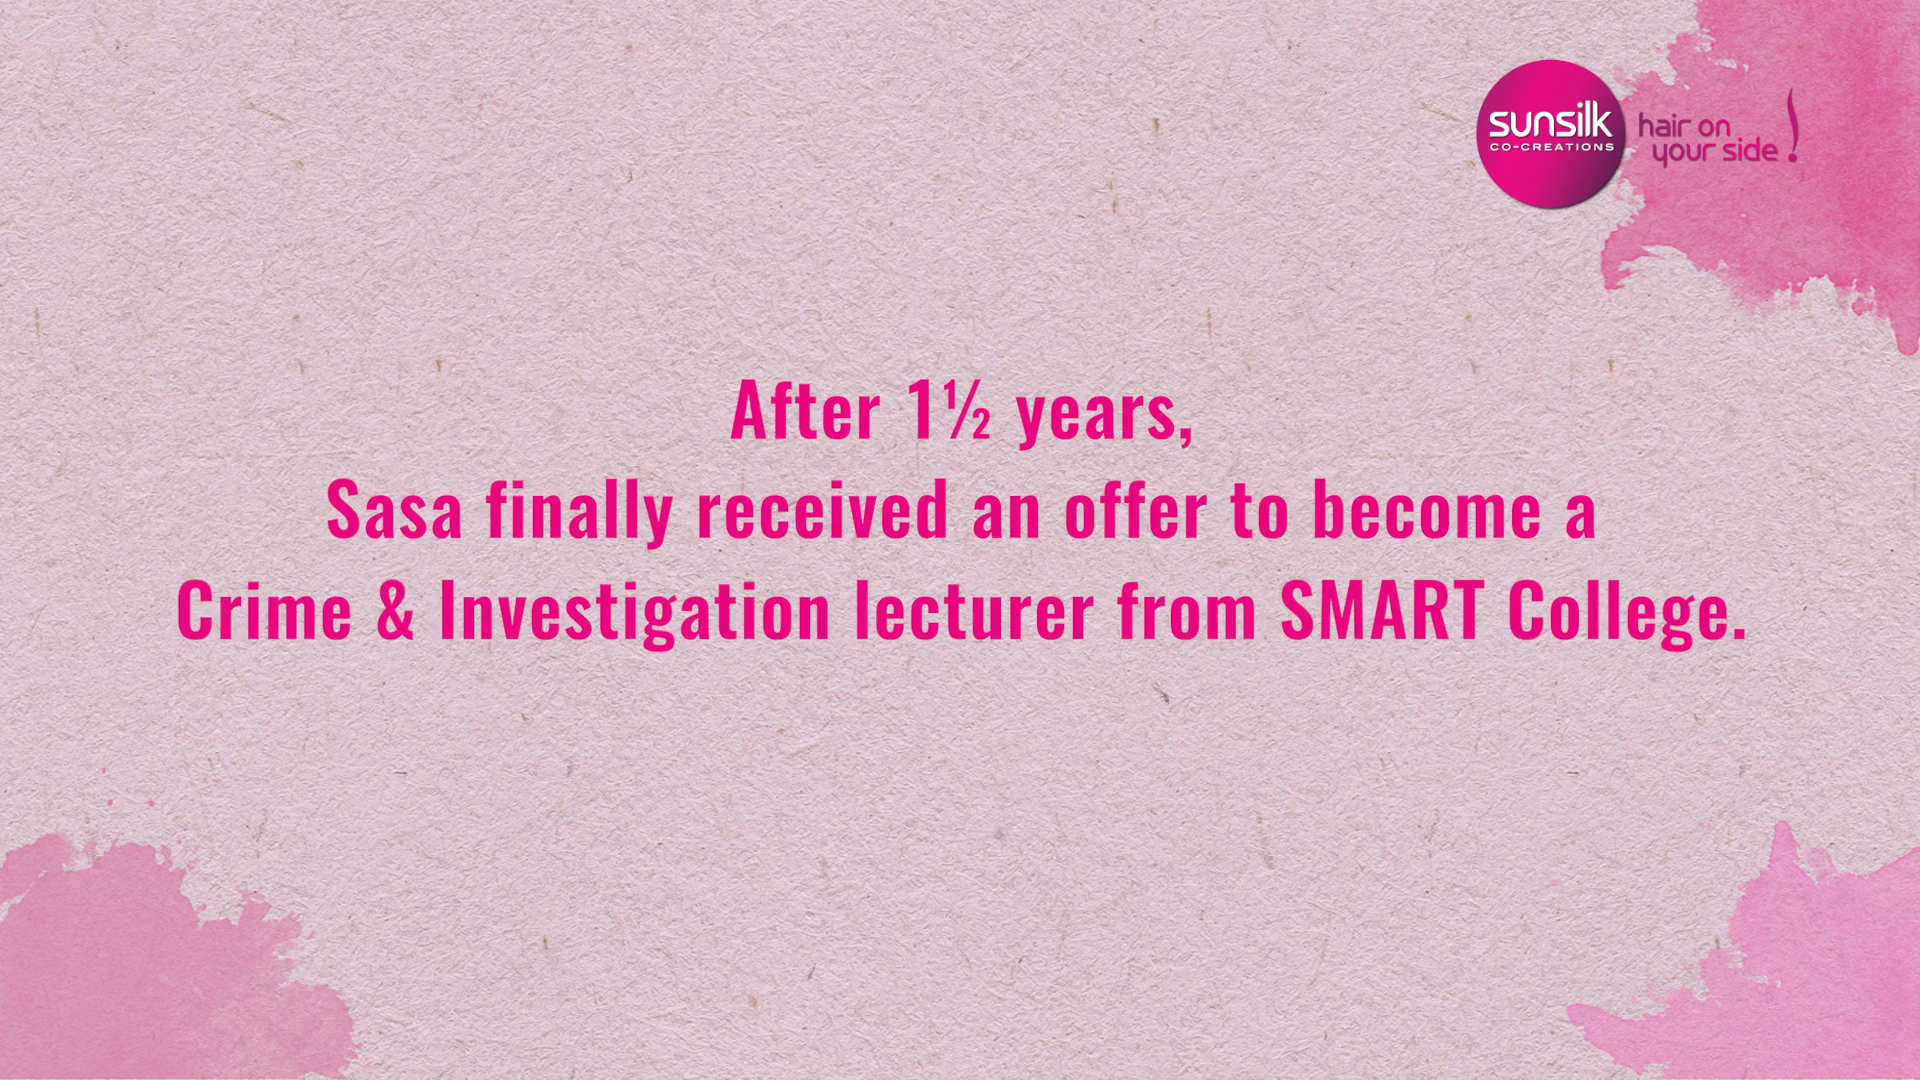 sunsilk
CO-CREATIONS
hair on
your side!
After 1½ years,
Sasa finally received an offer to become a
Crime & Investigation lecturer from SMART College.